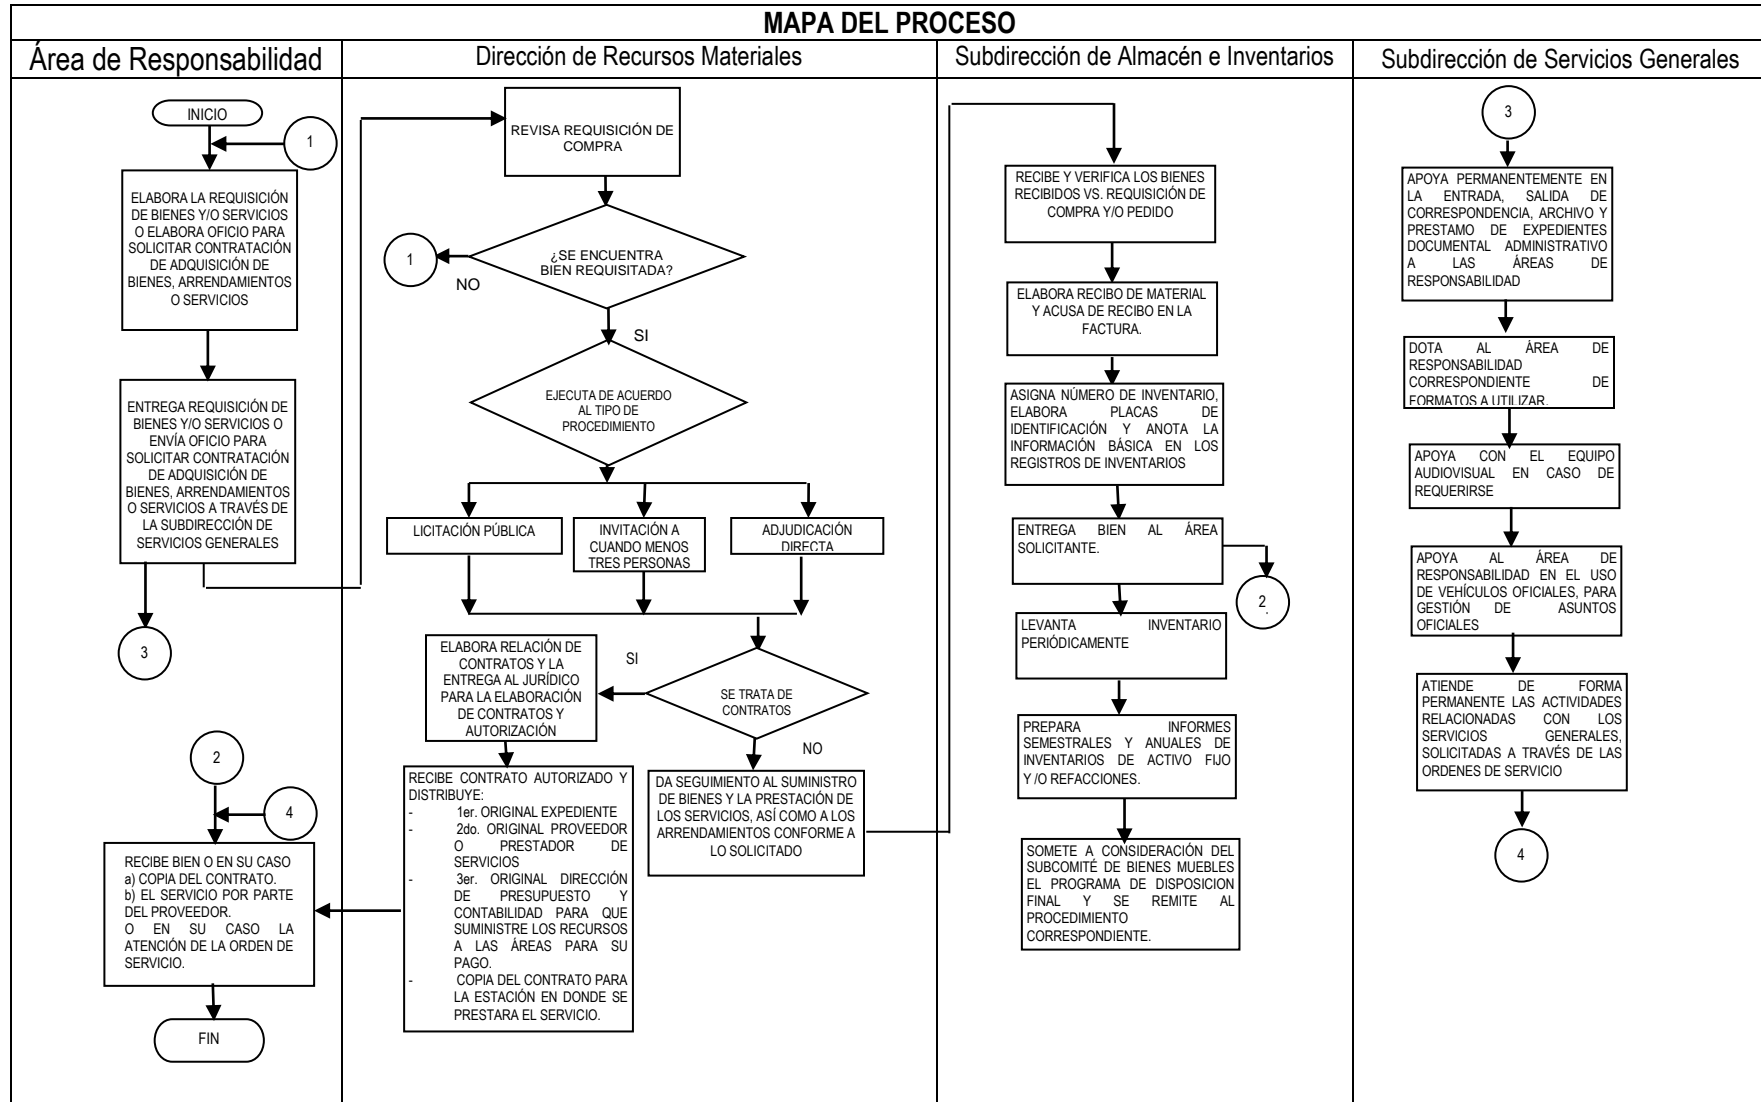 MAPA DEL PROCESO
Área de Responsabilidad
INICIO
1
ELABORA LA REQUISICIÓN
DE BIENES Y/O SERVICIOS
O ELABORA OFICIO PARA
SOLICITAR CONTRATACIÓN
DE ADQUISICIÓN DE
BIENES, ARRENDAMIENTOS
O SERVICIOS
ENTREGA REQUISICIÓN DE
BIENES Y/O SERVICIOS O
ENVÍA OFICIO PARA
SOLICITAR CONTRATACIÓN
DE ADQUISICIÓN DE
BIENES, ARRENDAMIENTOS
O SERVICIOS A TRAVÉS DE
LA SUBDIRECCIÓN DE
SERVICIOS GENERALES
3
2
4
RECIBE BIEN O EN SU CASO
a) COPIA DEL CONTRATO.
b) EL SERVICIO POR PARTE
DEL PROVEEDOR.
O EN SU CASO LA
ATENCIÓN DE LA ORDEN DE
SERVICIO.
FIN
Dirección de Recursos Materiales
REVISA REQUISICIÓN DE
COMPRA
¿SE ENCUENTRA
BIEN REQUISITADA?
1
NO
SI
EJECUTA DE ACUERDO
AL TIPO DE
PROCEDIMIENTO
LICITACIÓN PÚBLICA
INVITACIÓN A
CUANDO MENOS
TRES PERSONAS
ADJUDICACIÓN
DIRECTA
SE TRATA DE
CONTRATOS
SI
NO
ELABORA RELACIÓN DE
CONTRATOS Y LA
ENTREGA AL JURÍDICO
PARA LA ELABORACIÓN
DE CONTRATOS Y
AUTORIZACIÓN
RECIBE CONTRATO AUTORIZADO Y
DISTRIBUYE:
- 1er. ORIGINAL EXPEDIENTE
- 2do. ORIGINAL PROVEEDOR
O PRESTADOR DE
SERVICIOS
- 3er. ORIGINAL DIRECCIÓN
DE PRESUPUESTO Y
CONTABILIDAD PARA QUE
SUMINISTRE LOS RECURSOS
A LAS ÁREAS PARA SU
PAGO.
- COPIA DEL CONTRATO PARA
LA ESTACIÓN EN DONDE SE
PRESTARA EL SERVICIO.
DA SEGUIMIENTO AL SUMINISTRO
DE BIENES Y LA PRESTACIÓN DE
LOS SERVICIOS, ASÍ COMO A LOS
ARRENDAMIENTOS CONFORME A
LO SOLICITADO
Subdirección de Almacén e Inventarios
RECIBE Y VERIFICA LOS BIENES
RECIBIDOS VS. REQUISICIÓN DE
COMPRA Y/O PEDIDO
ELABORA RECIBO DE MATERIAL
Y ACUSA DE RECIBO EN LA
FACTURA.
ASIGNA NÚMERO DE INVENTARIO,
ELABORA PLACAS DE
IDENTIFICACIÓN Y ANOTA LA
INFORMACIÓN BÁSICA EN LOS
REGISTROS DE INVENTARIOS
ENTREGA BIEN AL ÁREA
SOLICITANTE.
2
.
LEVANTA INVENTARIO
PERIÓDICAMENTE
PREPARA INFORMES
SEMESTRALES Y ANUALES DE
INVENTARIOS DE ACTIVO FIJO
Y /O REFACCIONES.
SOMETE A CONSIDERACIÓN DEL
SUBCOMITÉ DE BIENES MUEBLES
EL PROGRAMA DE DISPOSICION
FINAL Y SE REMITE AL
PROCEDIMIENTO
CORRESPONDIENTE.
Subdirección de Servicios Generales
3
APOYA PERMANENTEMENTE EN
LA ENTRADA, SALIDA DE
CORRESPONDENCIA, ARCHIVO Y
PRESTAMO DE EXPEDIENTES
DOCUMENTAL ADMINISTRATIVO
A LAS ÁREAS DE
RESPONSABILIDAD
DOTA AL ÁREA DE
RESPONSABILIDAD
CORRESPONDIENTE DE
FORMATOS A UTILIZAR.
APOYA CON EL EQUIPO
AUDIOVISUAL EN CASO DE
REQUERIRSE
APOYA AL ÁREA DE
RESPONSABILIDAD EN EL USO
DE VEHÍCULOS OFICIALES, PARA
GESTIÓN DE ASUNTOS
OFICIALES
ATIENDE DE FORMA
PERMANENTE LAS ACTIVIDADES
RELACIONADAS CON LOS
SERVICIOS GENERALES,
SOLICITADAS A TRAVÉS DE LAS
ORDENES DE SERVICIO
4